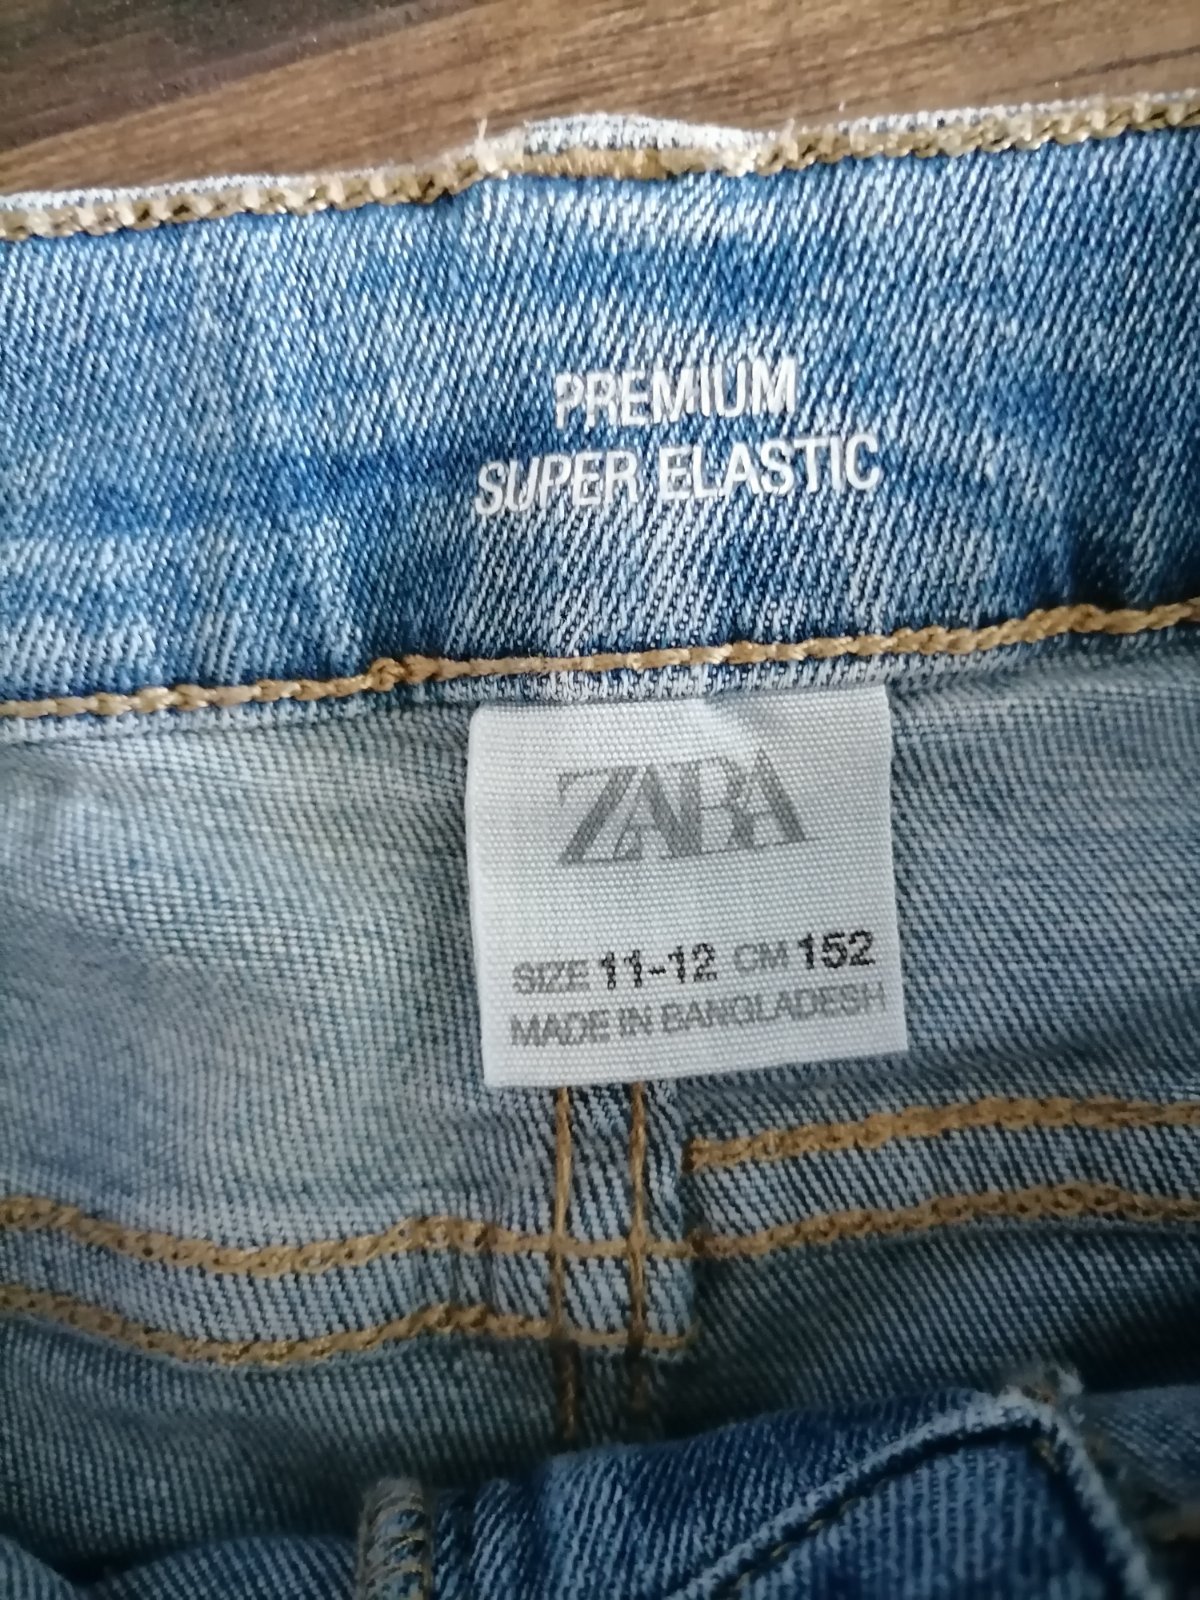 PREMIUM
SUPER ELASTIC
ZARA
SIZE 11-12 CM 152
MADE IN BANGLADESH